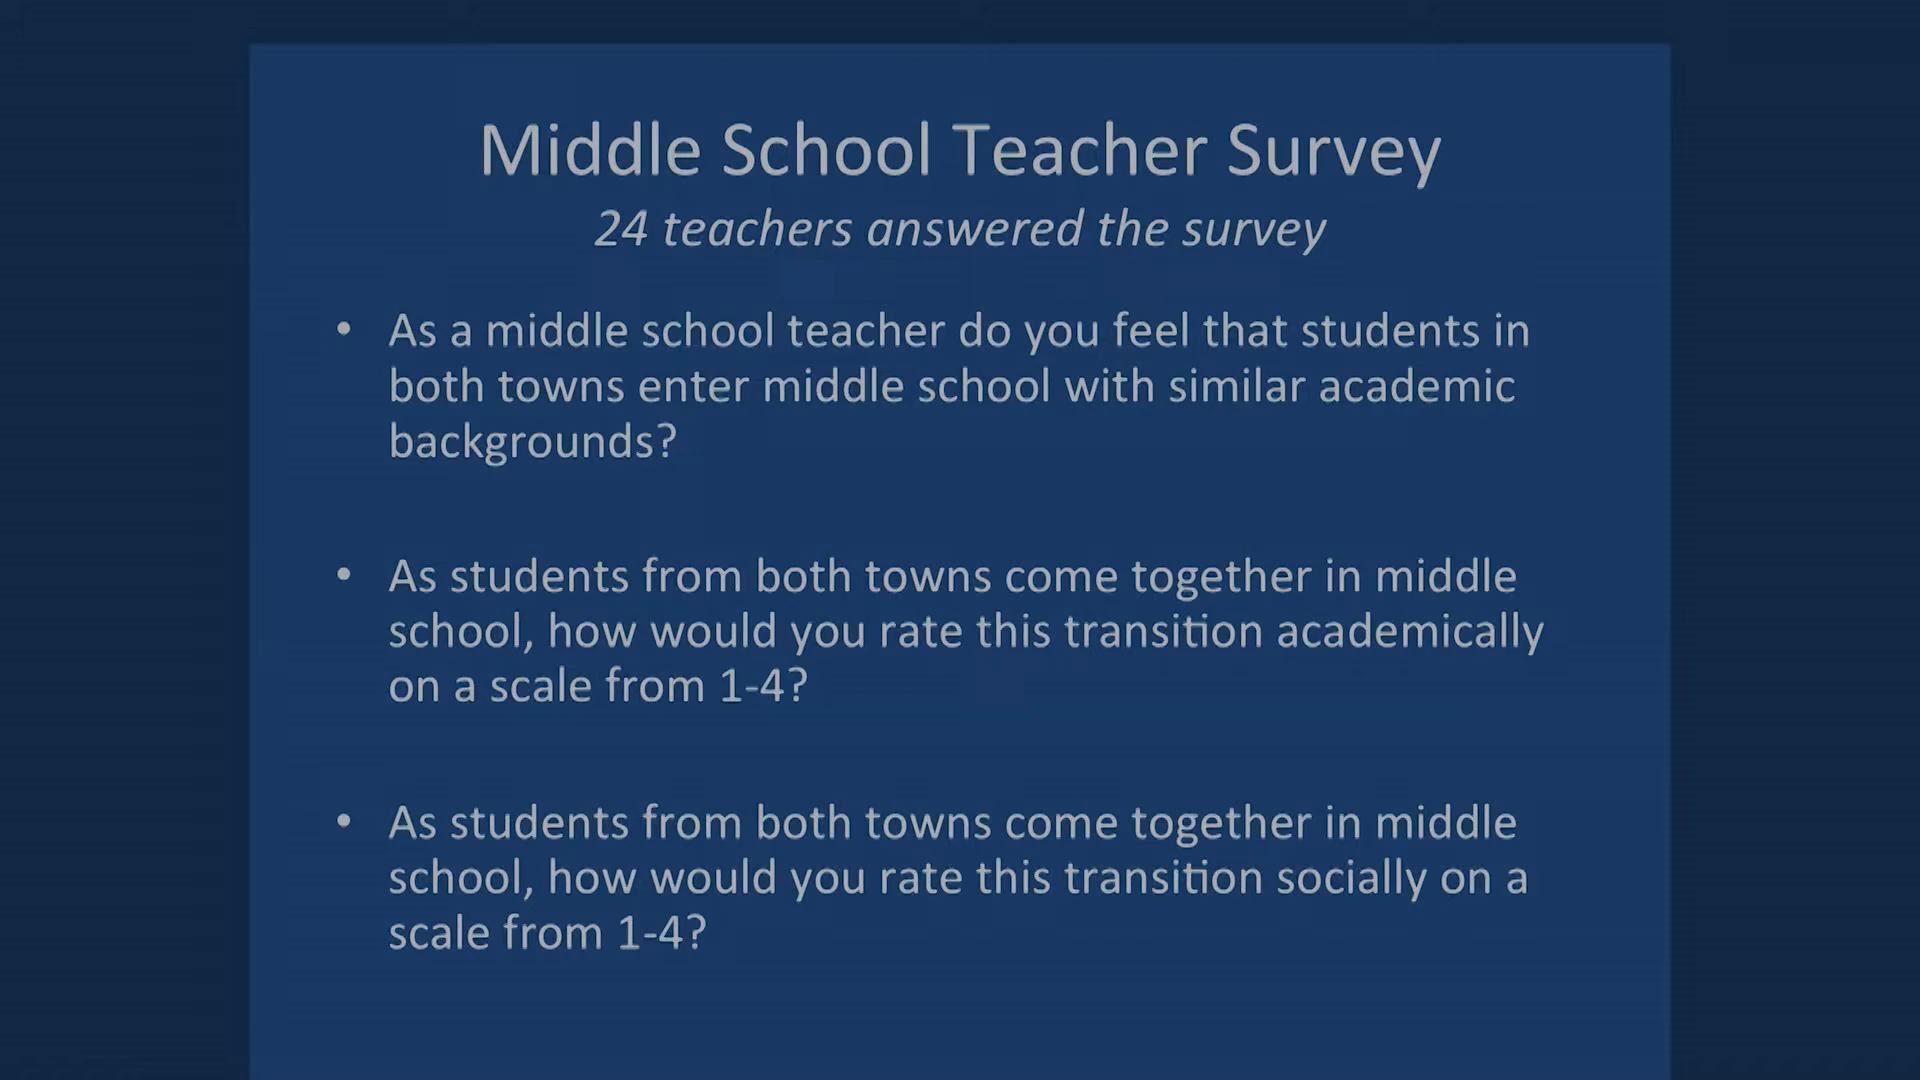 Middle School Teacher Survey
24 teachers answered the survey
• As a middle school teacher do you feel that students in
both towns enter middle school with similar academic
backgrounds?
• As students from both towns come together in middle
school, how would you rate this transition academically
on a scale from 1-4?
• As students from both towns come together in middle
school, how would you rate this transition socially on a
scale from 1-4?